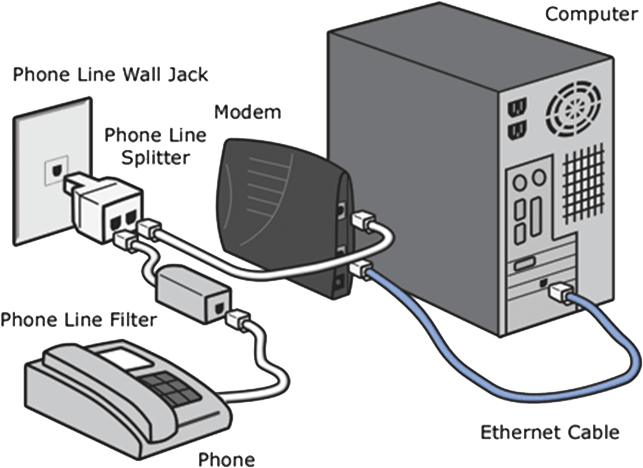 Computer
Phone Line Wall Jack
Modem
Phone Line
Splitter
Phone Line Filter
Ethernet Cable
Phone